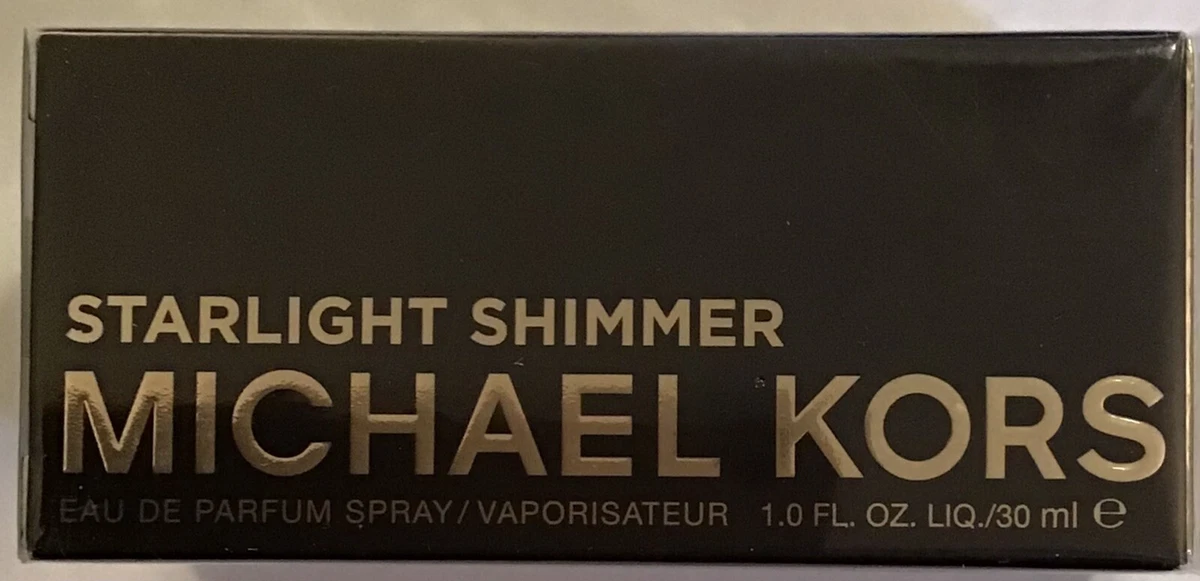 STARLIGHT SHIMMER
MICHAEL KORS
EAU DE PARFUM SPRAY/VAPORISATEUR 1.0 FL. OZ. LIQ./30 ml ℮